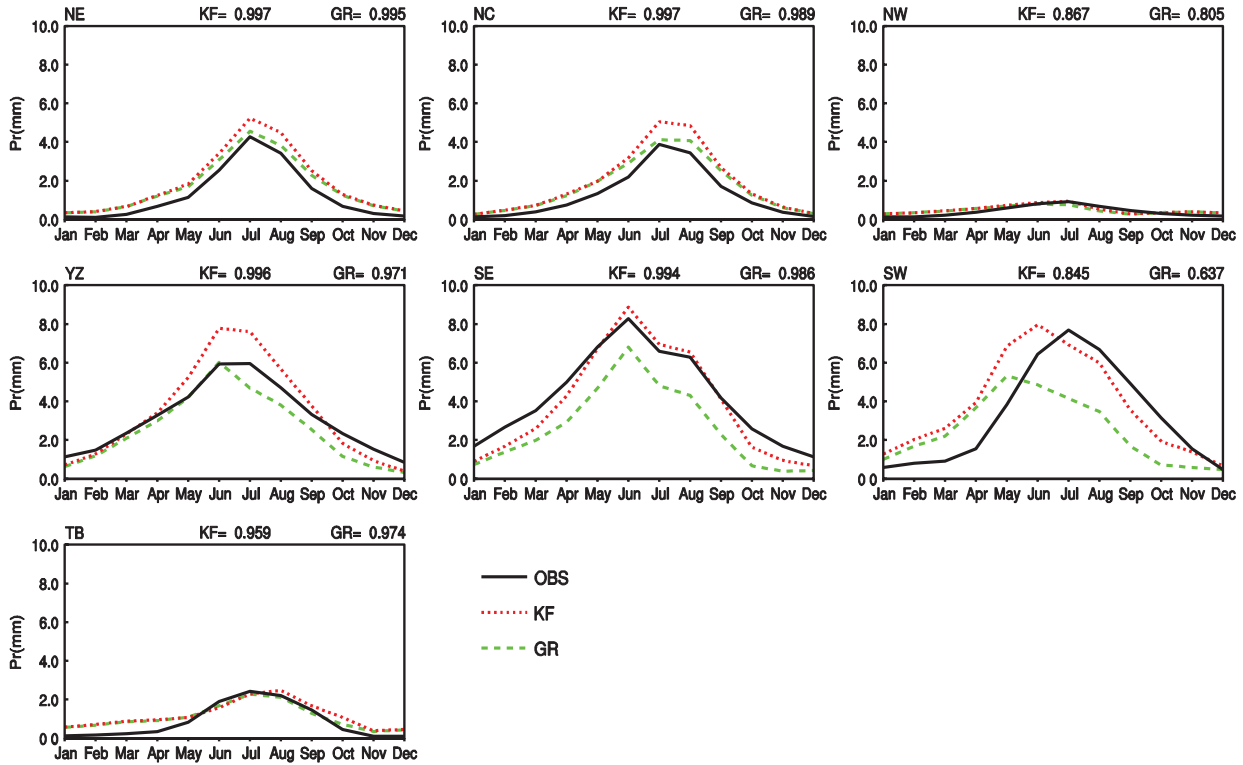 NE KF= 0.997 GR= 0.995
10.0
8.0
6.0
4.0
2.0
0.0
Pr(mm)
Jan Feb Mar Apr May Jun Jul Aug Sep Oct Nov Dec
NC KF= 0.997 GR= 0.989
10.0
8.0
6.0
4.0
2.0
0.0
Pr(mm)
Jan Feb Mar Apr May Jun Jul Aug Sep Oct Nov Dec
NW KF= 0.867 GR= 0.805
10.0
8.0
6.0
4.0
2.0
0.0
Pr(mm)
Jan Feb Mar Apr May Jun Jul Aug Sep Oct Nov Dec
YZ KF= 0.996 GR= 0.971
10.0
8.0
6.0
4.0
2.0
0.0
Pr(mm)
Jan Feb Mar Apr May Jun Jul Aug Sep Oct Nov Dec
SE KF= 0.994 GR= 0.986
10.0
8.0
6.0
4.0
2.0
0.0
Pr(mm)
Jan Feb Mar Apr May Jun Jul Aug Sep Oct Nov Dec
SW KF= 0.845 GR= 0.637
10.0
8.0
6.0
4.0
2.0
0.0
Pr(mm)
Jan Feb Mar Apr May Jun Jul Aug Sep Oct Nov Dec
TB KF= 0.959 GR= 0.974
10.0
8.0
6.0
4.0
2.0
0.0
Pr(mm)
Jan Feb Mar Apr May Jun Jul Aug Sep Oct Nov Dec
OBS
KF
GR